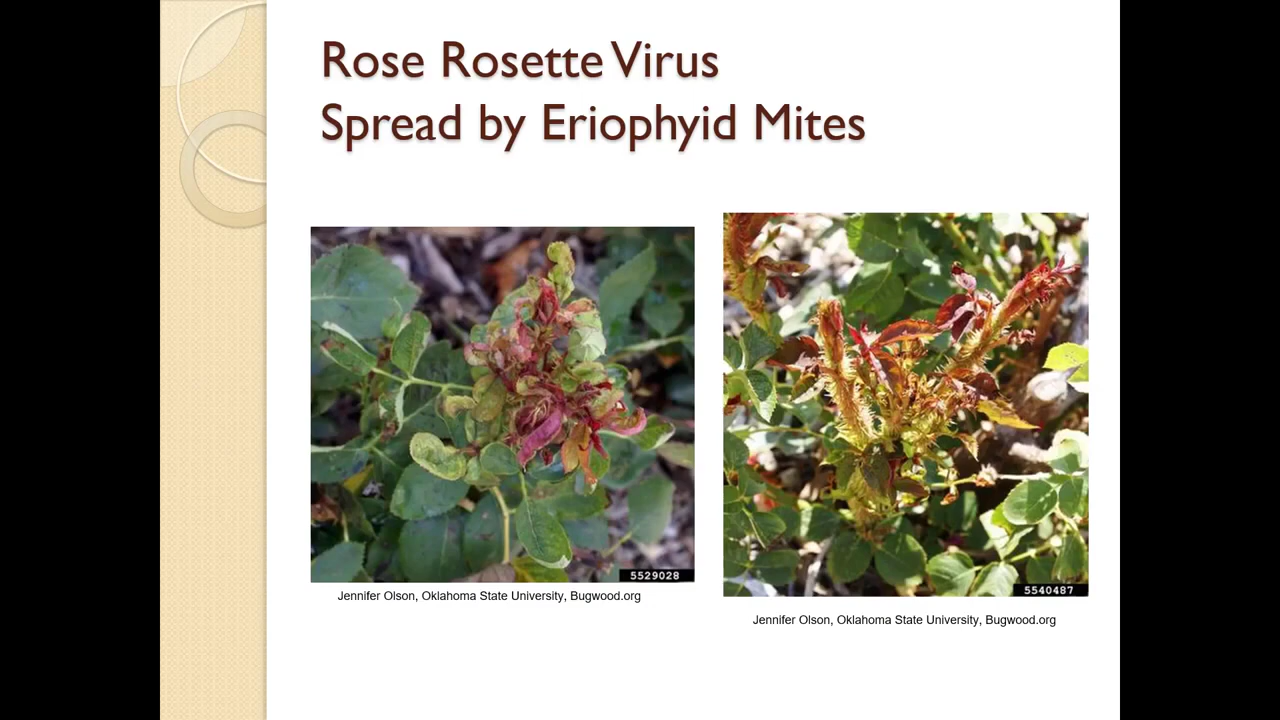 Rose Rosette Virus
Spread by Eriophyid Mites
5529028
Jennifer Olson, Oklahoma State University, Bugwood.org
5540487
Jennifer Olson, Oklahoma State University, Bugwood.org